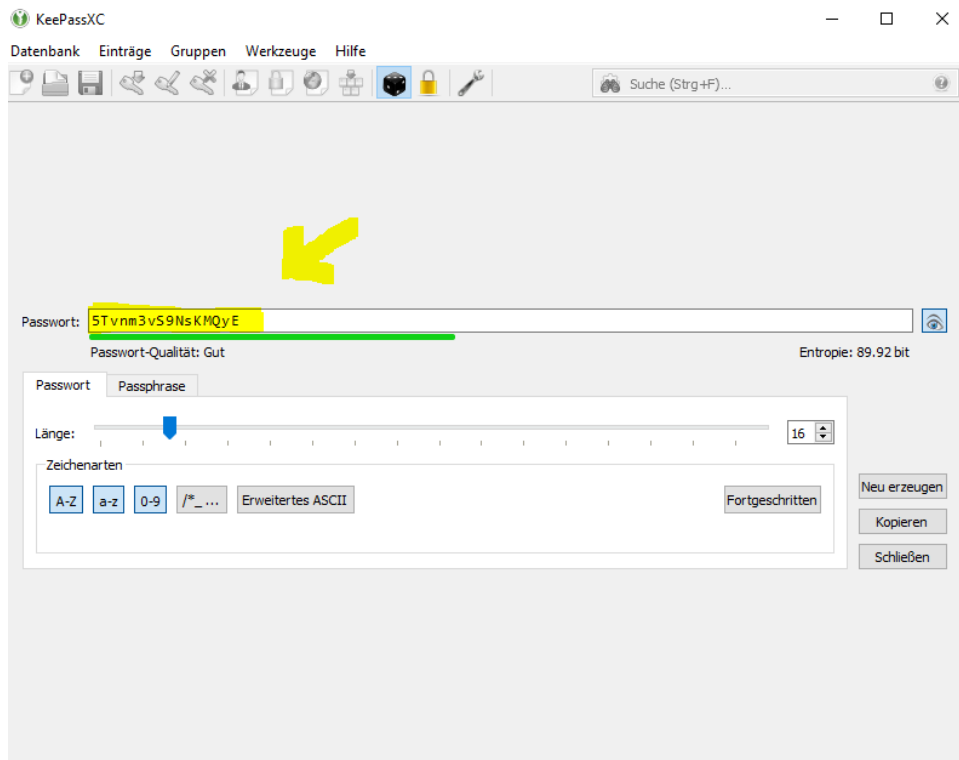 KeePassXC
Datenbank Einträge Gruppen Werkzeuge Hilfe
Suche (Strg+F)...
Passwort: 5Tvnm3vS9NsKMQyE
Passwort-Qualität: Gut Entropie: 89.92 bit
Passwort Passphrase
Länge: 16
Zeichenarten
A-Z a-z 0-9 /*_ ... Erweitertes ASCII Fortgeschritten
Neu erzeugen
Kopieren
Schließen